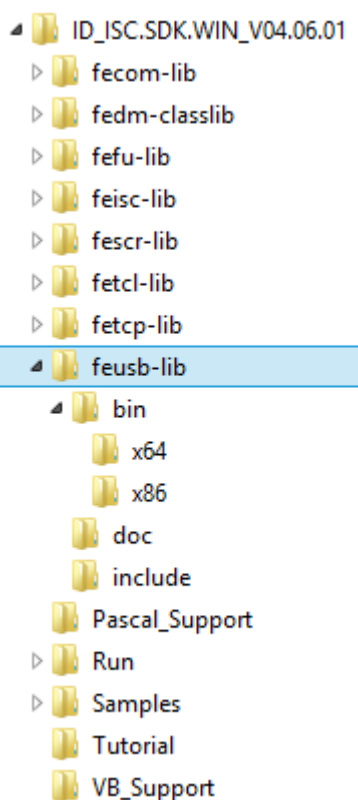 ID_ISC.SDK.WIN_V04.06.01
fecom-lib
fedm-classlib
fefu-lib
feisc-lib
fescr-lib
fetcl-lib
fetcp-lib
feusb-lib
bin
x64
x86
doc
include
Pascal_Support
Run
Samples
Tutorial
VB_Support